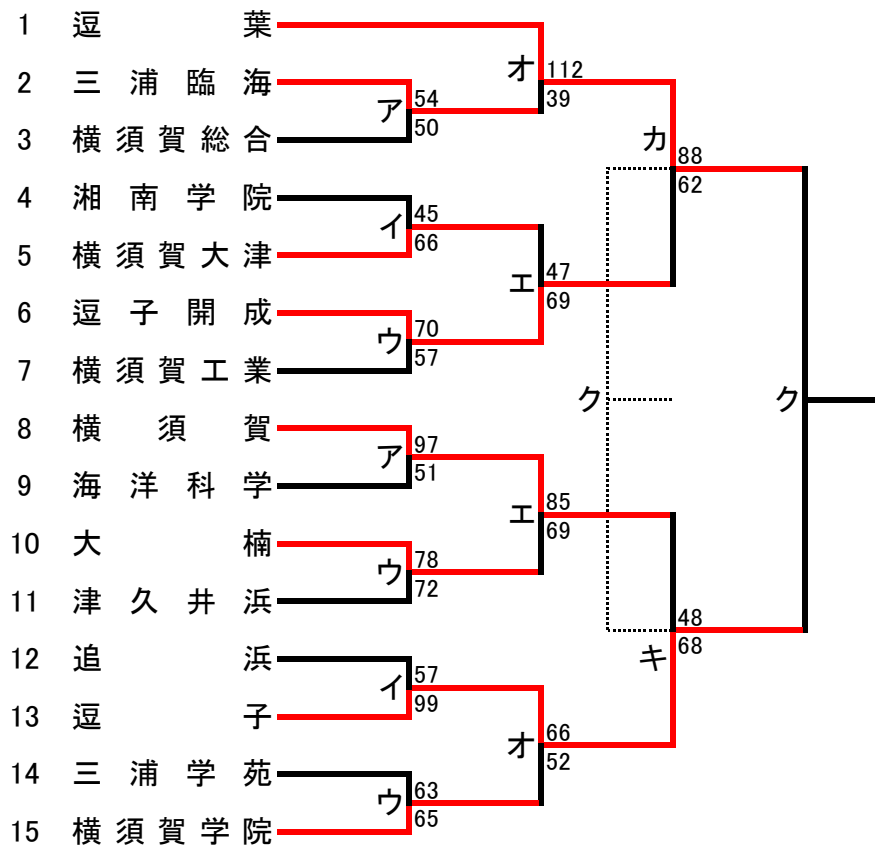 1 逗葉
オ 112
2 三浦臨海
ア 54
39
50
3 横須賀総合
カ 88
62
4 湘南学院
イ 45
66
5 横須賀大津
エ 47
69
6 逗子開成
ウ 70
57
7 横須賀工業
ク ク
8 横須賀
ア 97
51
9 海洋科学
エ 85
69
10 大楠
ウ 78
72
11 津久井浜
48
キ 68
12 追浜
イ 57
99
13 逗子
オ 66
52
14 三浦学苑
ウ 63
65
15 横須賀学院